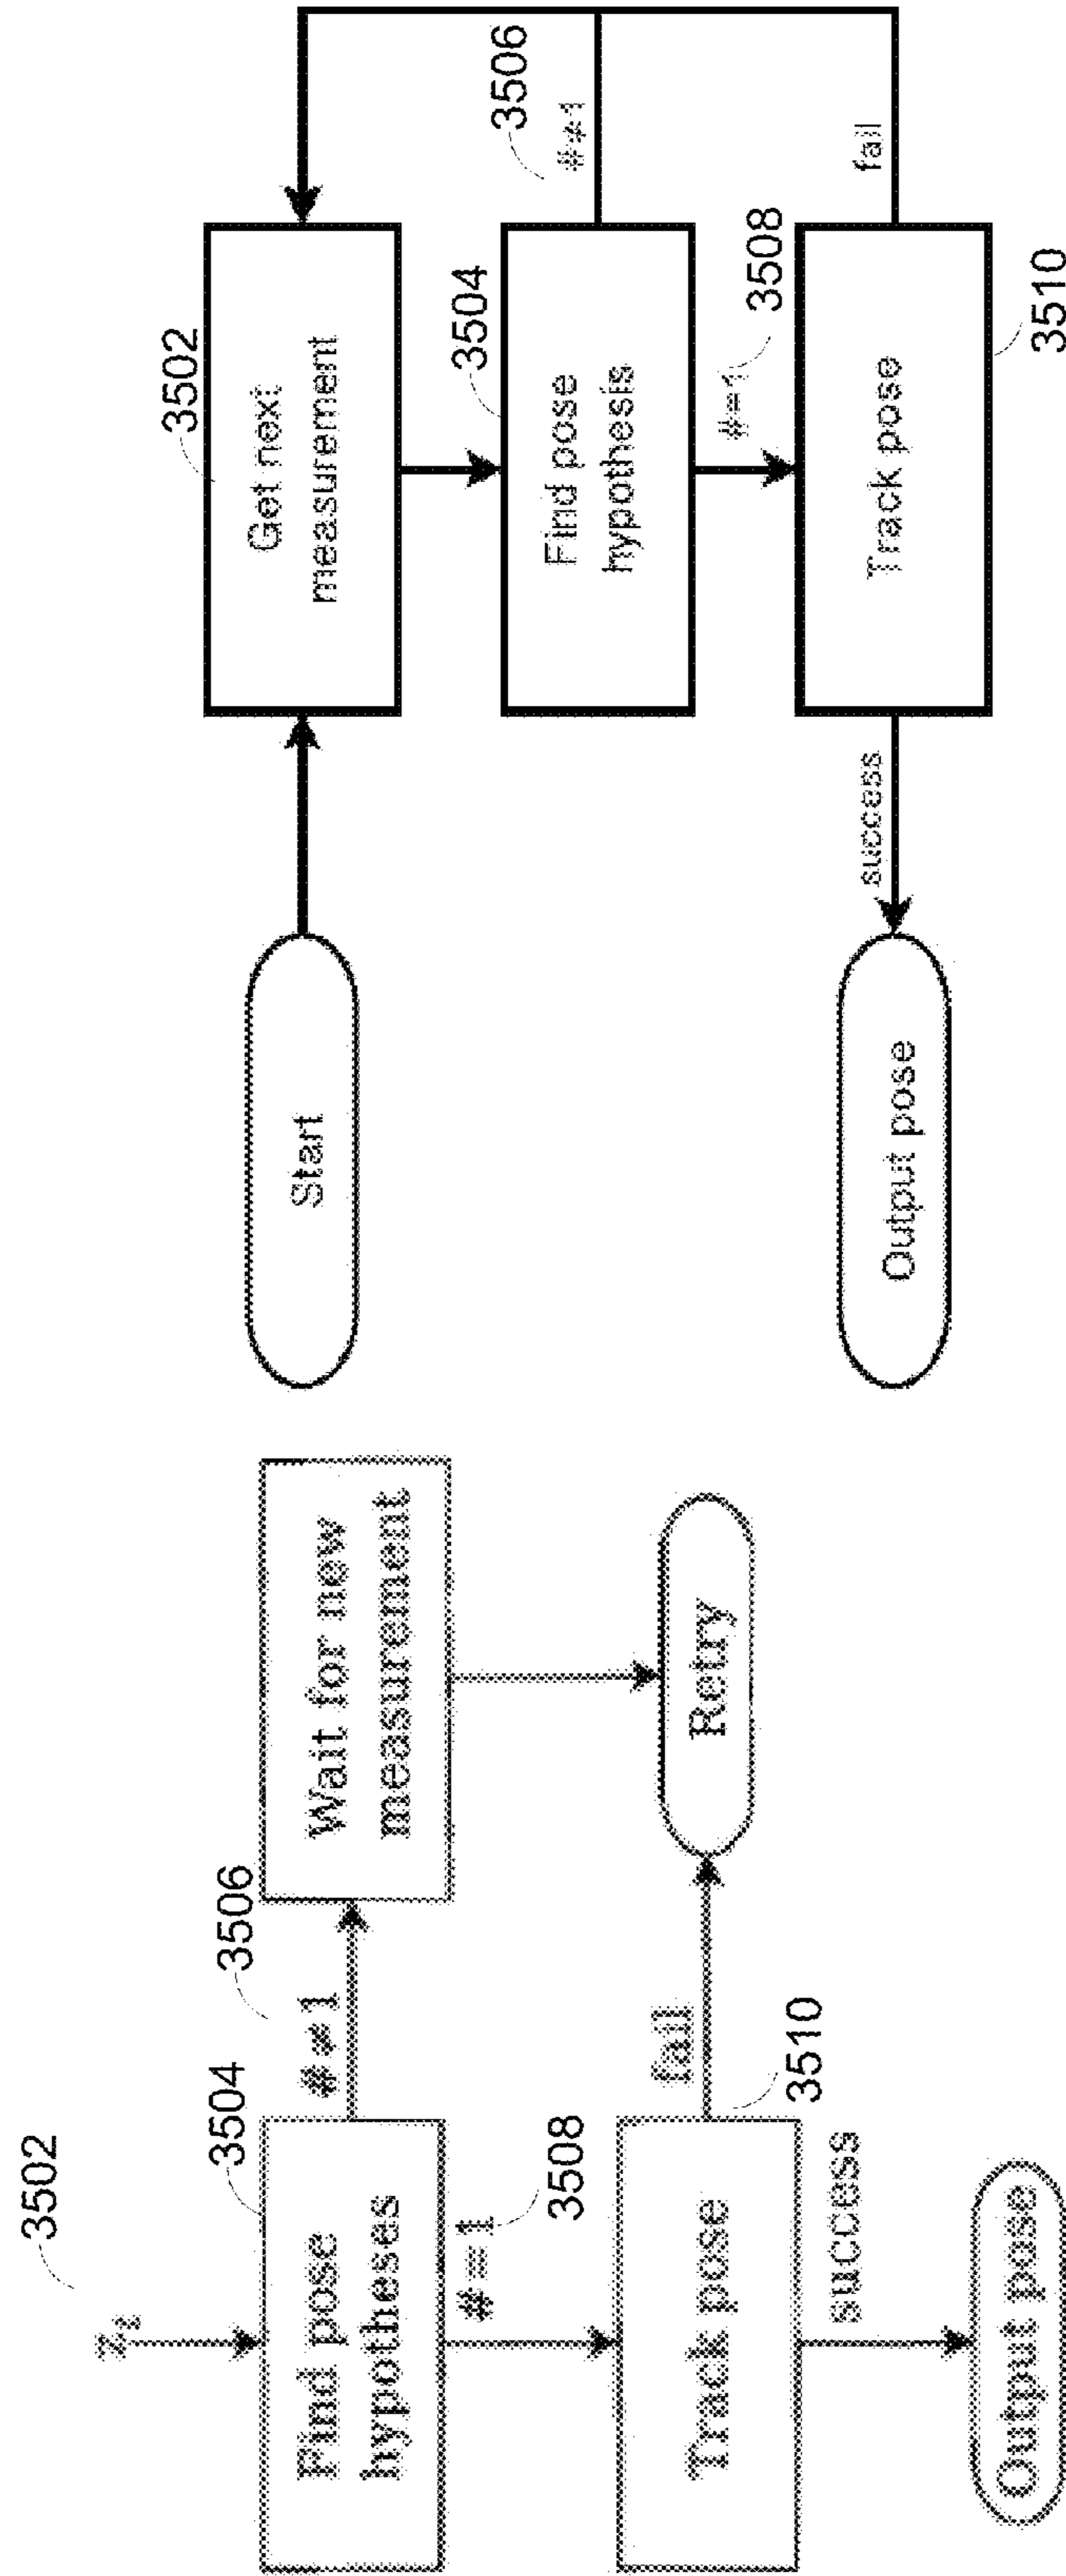 3502
z₁
3504
Find pose
hypotheses
# ≠ 1
3506
Wait for new
measurement
# = 1
3508
Track pose
fail
3510
Retry
success
Output pose
Start
3502
Get next
measurement
3504
Find pose
hypothesis
3506
#≠1
#=1
3508
Track pose
fail
3510
success
Output pose